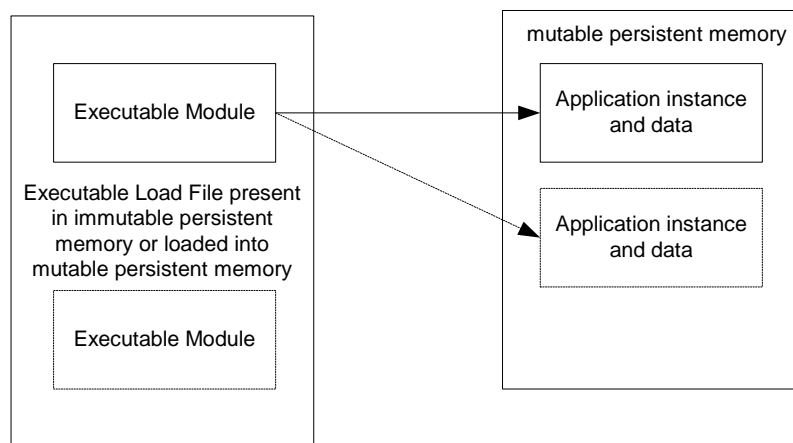 Executable Module
Executable Load File present
in immutable persistent
memory or loaded into
mutable persistent memory
Executable Module
mutable persistent memory
Application instance
and data
Application instance
and data